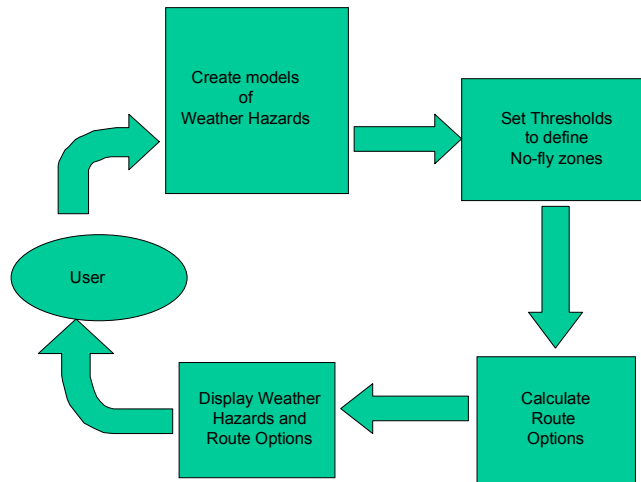 Create models
of
Weather Hazards
Set Thresholds
to define
No-fly zones
User
Display Weather
Hazards and
Route Options
Calculate
Route
Options